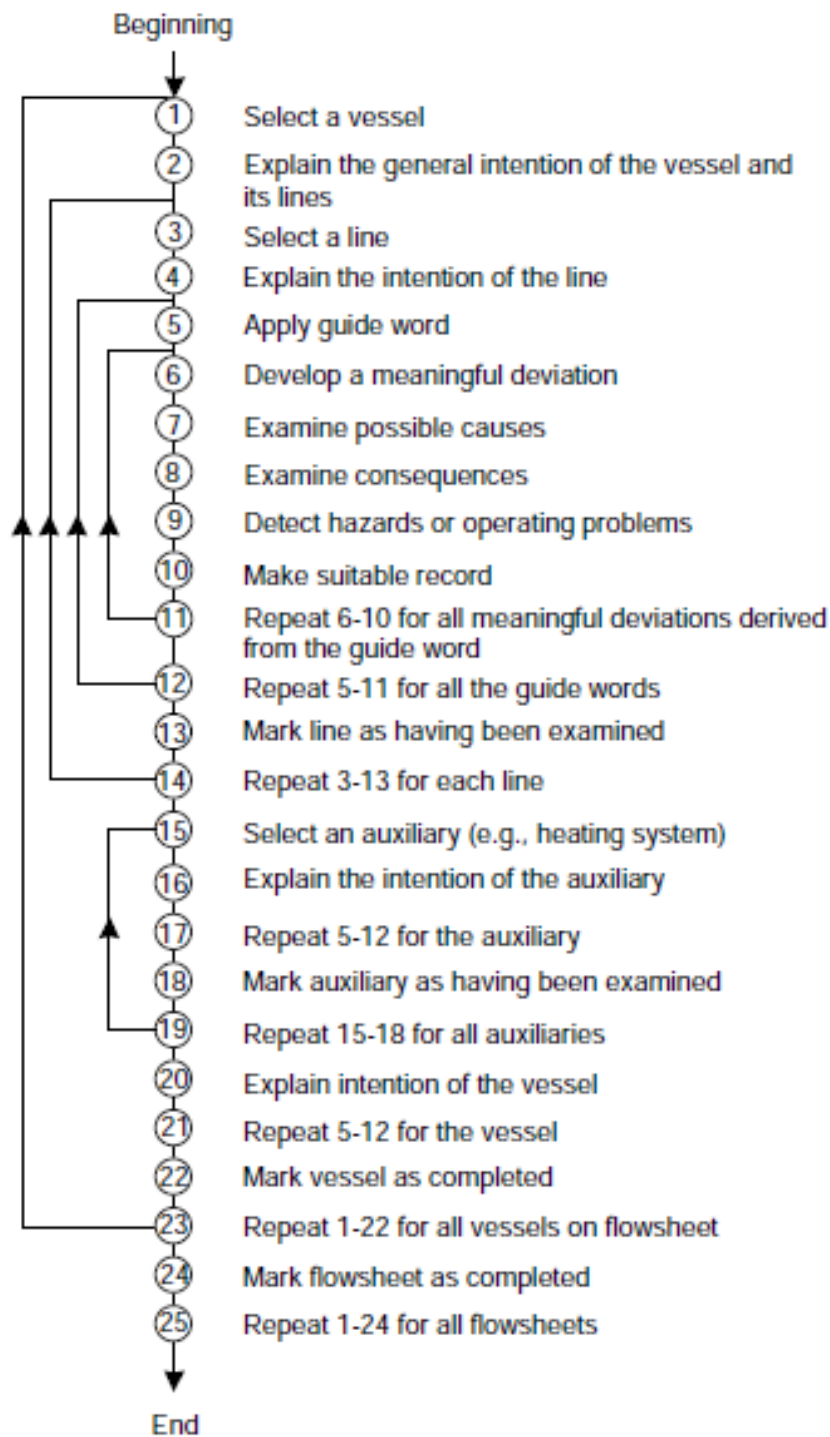 Beginning
1 Select a vessel
2 Explain the general intention of the vessel and
its lines
3 Select a line
4 Explain the intention of the line
5 Apply guide word
6 Develop a meaningful deviation
7 Examine possible causes
8 Examine consequences
9 Detect hazards or operating problems
10 Make suitable record
11 Repeat 6-10 for all meaningful deviations derived
from the guide word
12 Repeat 5-11 for all the guide words
13 Mark line as having been examined
14 Repeat 3-13 for each line
15 Select an auxiliary (e.g., heating system)
16 Explain the intention of the auxiliary
17 Repeat 5-12 for the auxiliary
18 Mark auxiliary as having been examined
19 Repeat 15-18 for all auxiliaries
20 Explain intention of the vessel
21 Repeat 5-12 for the vessel
22 Mark vessel as completed
23 Repeat 1-22 for all vessels on flowsheet
24 Mark flowsheet as completed
25 Repeat 1-24 for all flowsheets
End